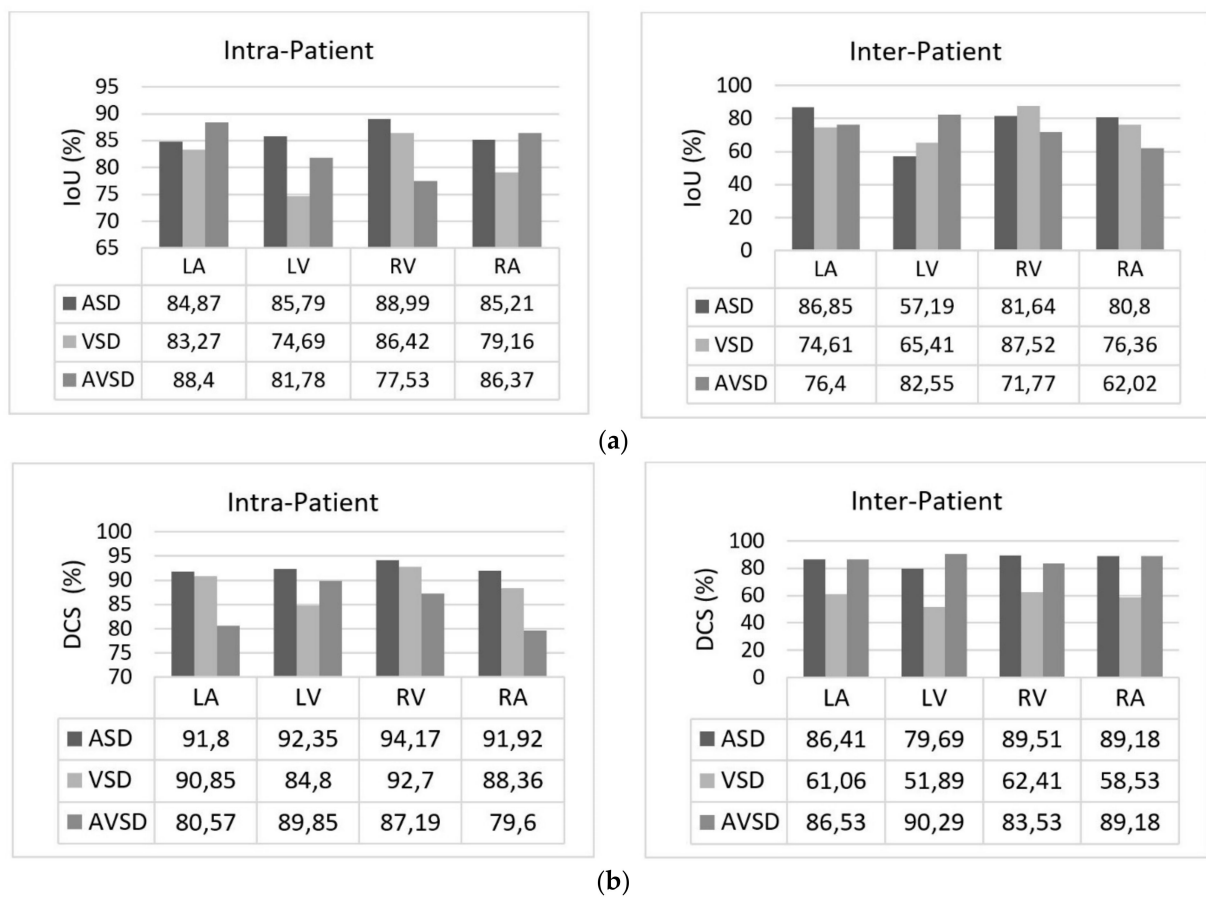 Intra-Patient
IoU (%)
95
90
85
80
75
70
65
LA LV RV RA
ASD 84,87 85,79 88,99 85,21
VSD 83,27 74,69 86,42 79,16
AVSD 88,4 81,78 77,53 86,37
Inter-Patient
IoU (%)
100
80
60
40
20
0
LA LV RV RA
ASD 86,85 57,19 81,64 80,8
VSD 74,61 65,41 87,52 76,36
AVSD 76,4 82,55 71,77 62,02
(a)
Intra-Patient
DCS (%)
100
95
90
85
80
75
70
LA LV RV RA
ASD 91,8 92,35 94,17 91,92
VSD 90,85 84,8 92,7 88,36
AVSD 80,57 89,85 87,19 79,6
Inter-Patient
DCS (%)
100
80
60
40
20
0
LA LV RV RA
ASD 86,41 79,69 89,51 89,18
VSD 61,06 51,89 62,41 58,53
AVSD 86,53 90,29 83,53 89,18
(b)